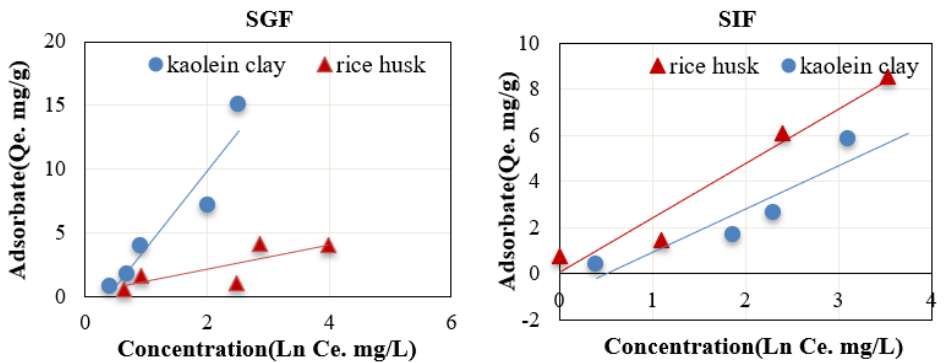 SGF
kaolein clay rice husk
Adsorbate(Qe. mg/g)
20
15
10
5
0
0 2 4 6
Concentration(Ln Ce. mg/L)
SIF
rice husk kaolein clay
Adsorbate(Qe. mg/g)
10
8
6
4
2
0
-2
0 1 2 3 4
Concentration(Ln Ce. mg/L)